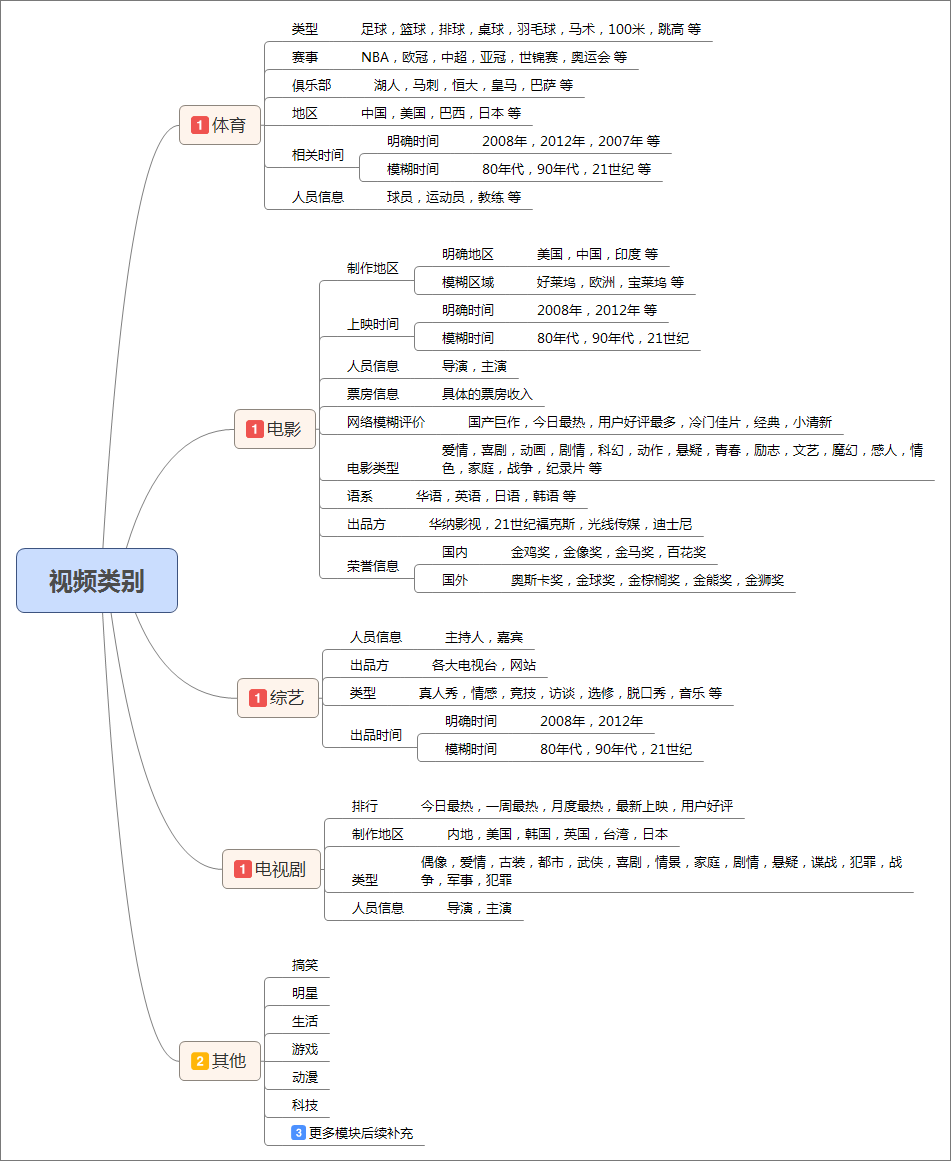 视频类别
1 体育
类型 足球，篮球，排球，桌球，羽毛球，马术，100米，跳高 等
赛事 NBA，欧冠，中超，亚冠，世锦赛，奥运会 等
俱乐部 湖人，马刺，恒大，皇马，巴萨 等
地区 中国，美国，巴西，日本 等
相关时间
明确时间 2008年，2012年，2007年 等
模糊时间 80年代，90年代，21世纪 等
人员信息 球员，运动员，教练 等
1 电影
制作地区
明确地区 美国，中国，印度 等
模糊区域 好莱坞，欧洲，宝莱坞 等
上映时间
明确时间 2008年，2012年 等
模糊时间 80年代，90年代，21世纪
人员信息 导演，主演
票房信息 具体的票房收入
网络模糊评价 国产巨作，今日最热，用户好评最多，冷门佳片，经典，小清新
电影类型
爱情，喜剧，动画，剧情，科幻，动作，悬疑，青春，励志，文艺，魔幻，感人，情
色，家庭，战争，纪录片 等
语系 华语，英语，日语，韩语 等
出品方 华纳影视，21世纪福克斯，光线传媒，迪士尼
荣誉信息
国内 金鸡奖，金像奖，金马奖，百花奖
国外 奥斯卡奖，金球奖，金棕榈奖，金熊奖，金狮奖
1 综艺
人员信息 主持人，嘉宾
出品方 各大电视台，网站
类型 真人秀，情感，竞技，访谈，选修，脱口秀，音乐 等
出品时间
明确时间 2008年，2012年
模糊时间 80年代，90年代，21世纪
1 电视剧
排行 今日最热，一周最热，月度最热，最新上映，用户好评
制作地区 内地，美国，韩国，英国，台湾，日本
类型
偶像，爱情，古装，都市，武侠，喜剧，情景，家庭，剧情，悬疑，谍战，犯罪，战
争，军事，犯罪
人员信息 导演，主演
2 其他
搞笑
明星
生活
游戏
动漫
科技
3 更多模块后续补充